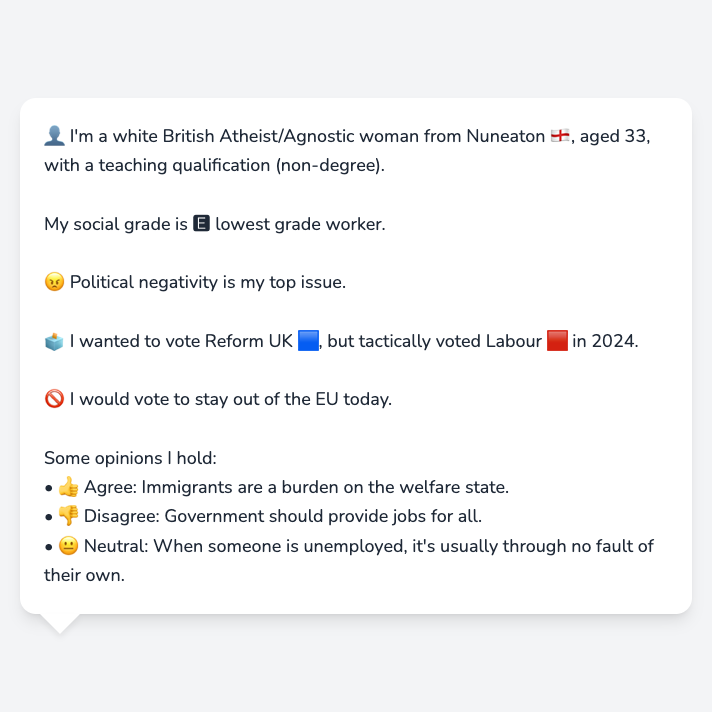 👤 I'm a white British Atheist/Agnostic woman from Nuneaton 🏴󠁧󠁢󠁥󠁮󠁧󠁿, aged 33,
with a teaching qualification (non-degree).
My social grade is 🅴 lowest grade worker.
😠 Political negativity is my top issue.
🗳️ I wanted to vote Reform UK 🟦, but tactically voted Labour 🟥 in 2024.
🚫 I would vote to stay out of the EU today.
Some opinions I hold:
• 👍 Agree: Immigrants are a burden on the welfare state.
• 👎 Disagree: Government should provide jobs for all.
• 😐 Neutral: When someone is unemployed, it's usually through no fault of
their own.